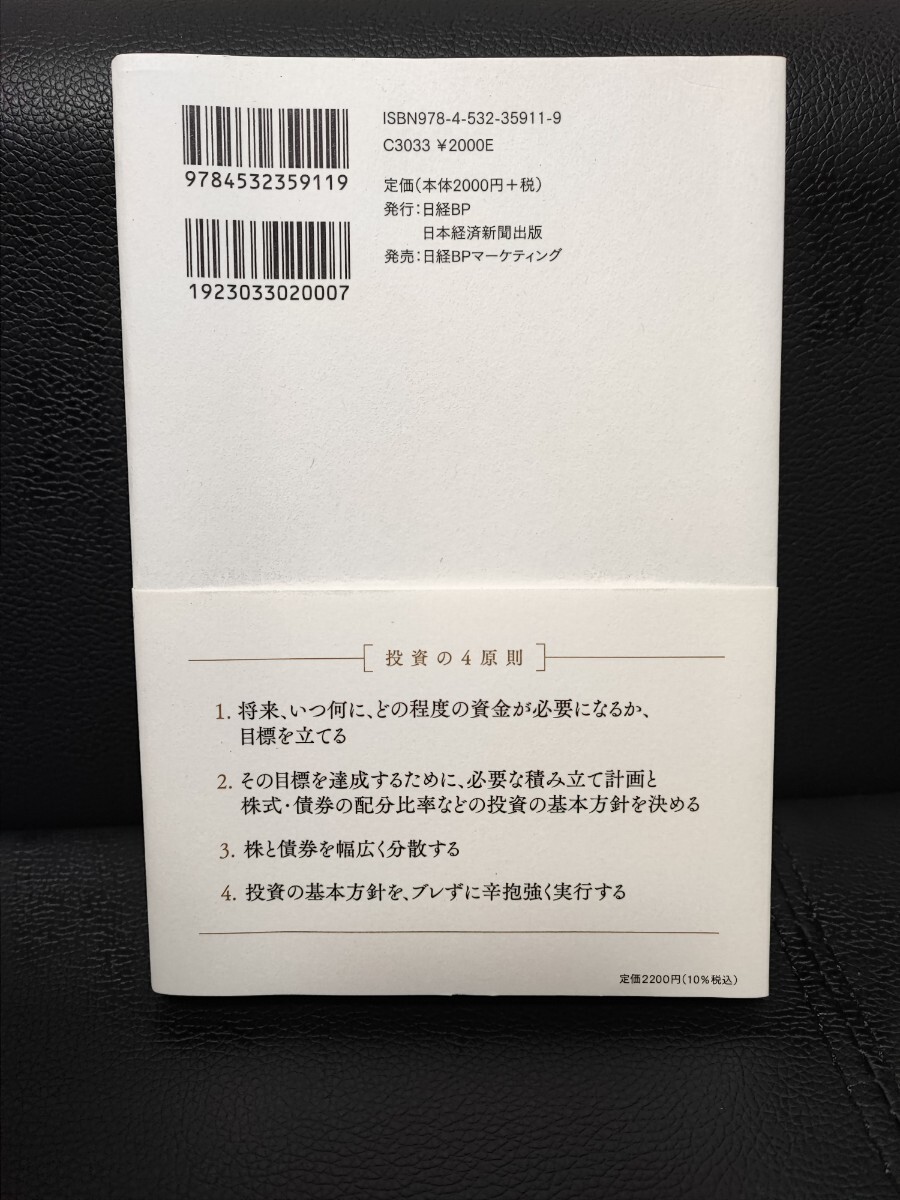 ISBN978-4-532-35911-9
C3033 ¥2000E
9784532359119
定価(本体2000円+税)
発行:日経BP
日本経済新聞出版
発売:日経BPマーケティング
1923033020007
[投資の4原則]
1. 将来、いつ何に、どの程度の資金が必要になるか、
目標を立てる
2. その目標を達成するために、必要な積み立て計画と
株式・債券の配分比率などの投資の基本方針を決める
3. 株と債券を幅広く分散する
4. 投資の基本方針を、ブレずに辛抱強く実行する
定価2200円(10%税込)